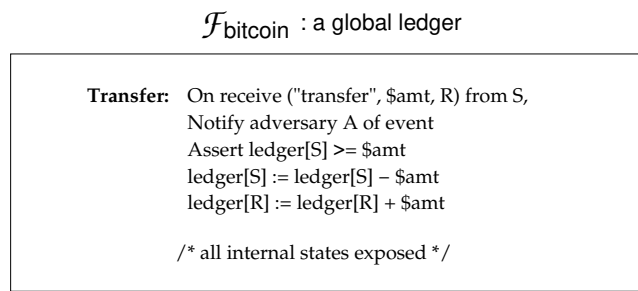 𝓕bitcoin : a global ledger
Transfer: On receive ("transfer", $amt, R) from S,
Notify adversary A of event
Assert ledger[S] >= $amt
ledger[S] := ledger[S] − $amt
ledger[R] := ledger[R] + $amt
/* all internal states exposed */